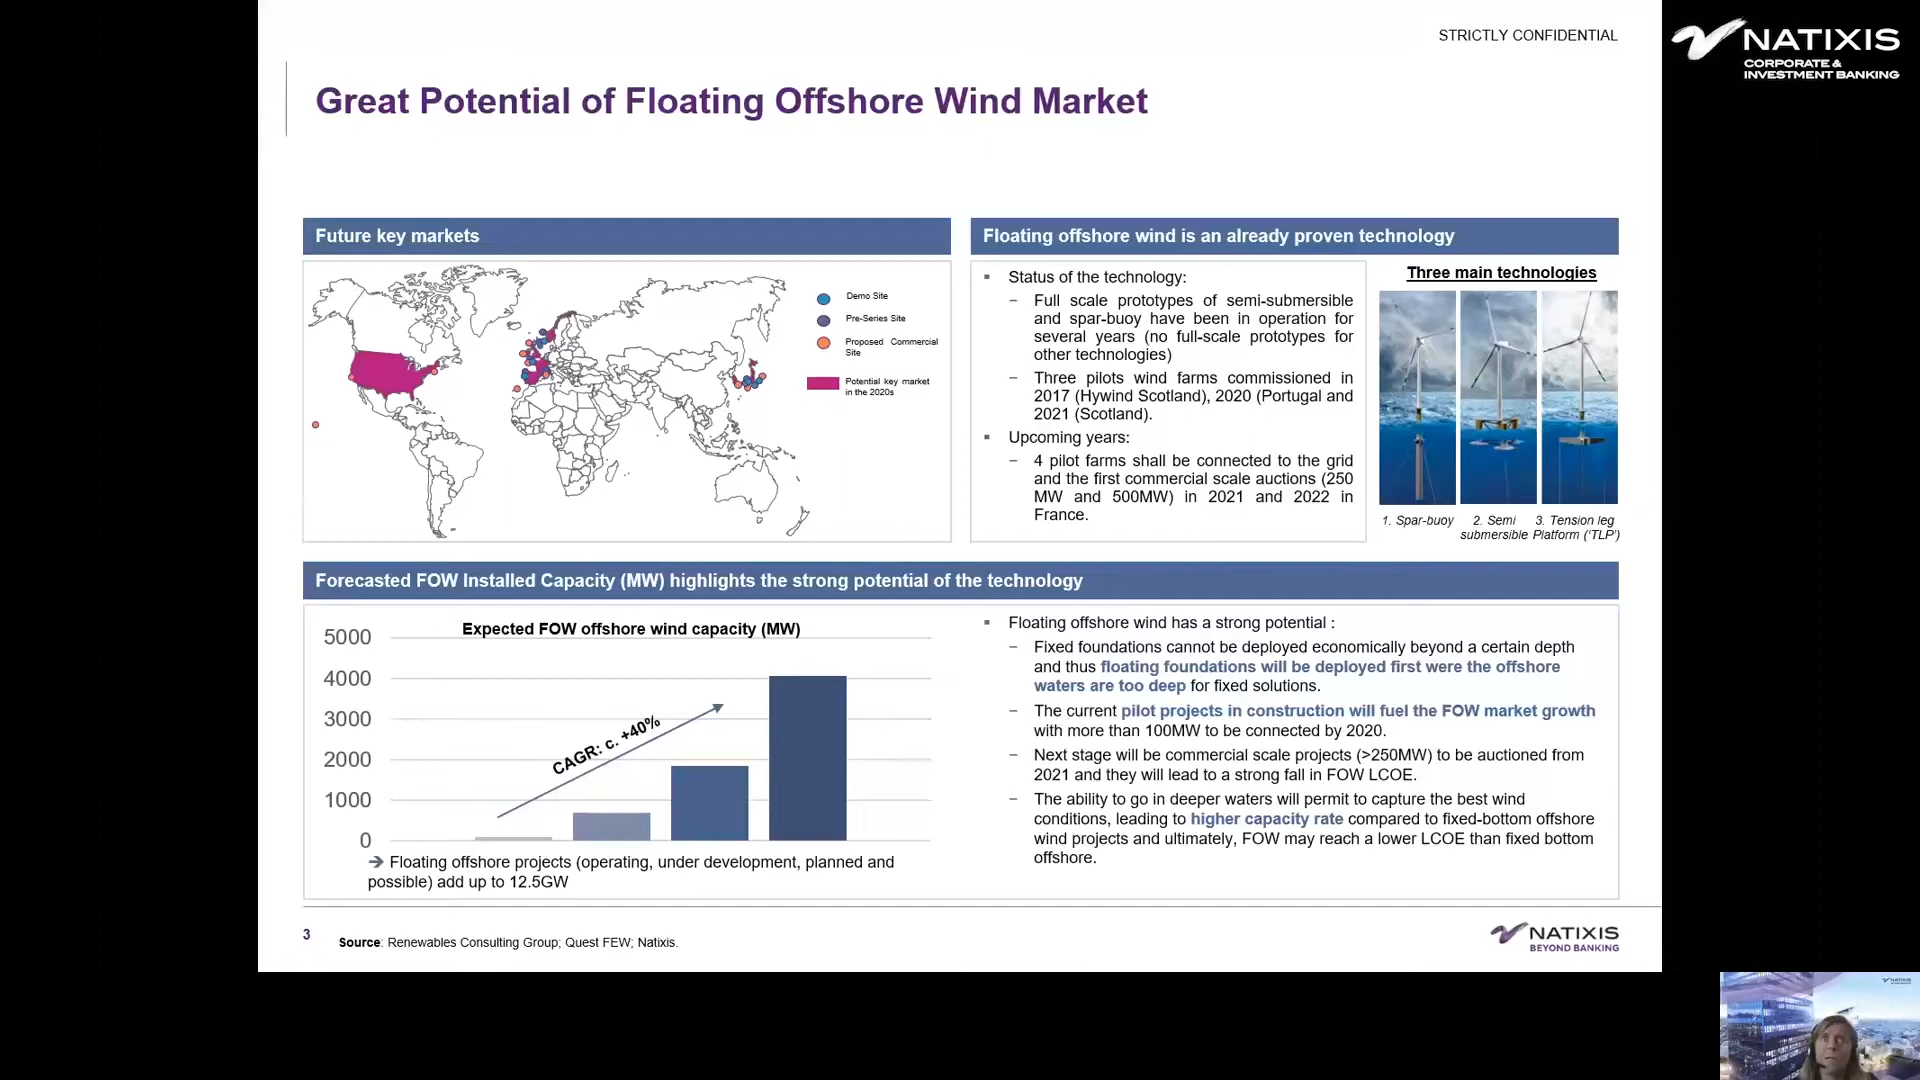 STRICTLY CONFIDENTIAL
NATIXIS
CORPORATE &
INVESTMENT BANKING
Great Potential of Floating Offshore Wind Market
Future key markets
Demo Site
Pre-Series Site
Proposed Commercial
Site
Potential key market
in the 2020s
Floating offshore wind is an already proven technology
▪ Status of the technology:
– Full scale prototypes of semi-submersible
and spar-buoy have been in operation for
several years (no full-scale prototypes for
other technologies)
– Three pilots wind farms commissioned in
2017 (Hywind Scotland), 2020 (Portugal and
2021 (Scotland).
▪ Upcoming years:
– 4 pilot farms shall be connected to the grid
and the first commercial scale auctions (250
MW and 500MW) in 2021 and 2022 in
France.
Three main technologies
1. Spar-buoy
2. Semi
submersible
3. Tension leg
Platform (‘TLP’)
Forecasted FOW Installed Capacity (MW) highlights the strong potential of the technology
Expected FOW offshore wind capacity (MW)
5000
4000
3000
2000
1000
0
CAGR: c. +40%
➔ Floating offshore projects (operating, under development, planned and
possible) add up to 12.5GW
▪ Floating offshore wind has a strong potential :
– Fixed foundations cannot be deployed economically beyond a certain depth
and thus floating foundations will be deployed first were the offshore
waters are too deep for fixed solutions.
– The current pilot projects in construction will fuel the FOW market growth
with more than 100MW to be connected by 2020.
– Next stage will be commercial scale projects (>250MW) to be auctioned from
2021 and they will lead to a strong fall in FOW LCOE.
– The ability to go in deeper waters will permit to capture the best wind
conditions, leading to higher capacity rate compared to fixed-bottom offshore
wind projects and ultimately, FOW may reach a lower LCOE than fixed bottom
offshore.
3
Source: Renewables Consulting Group; Quest FEW; Natixis.
NATIXIS
BEYOND BANKING
NATIXIS